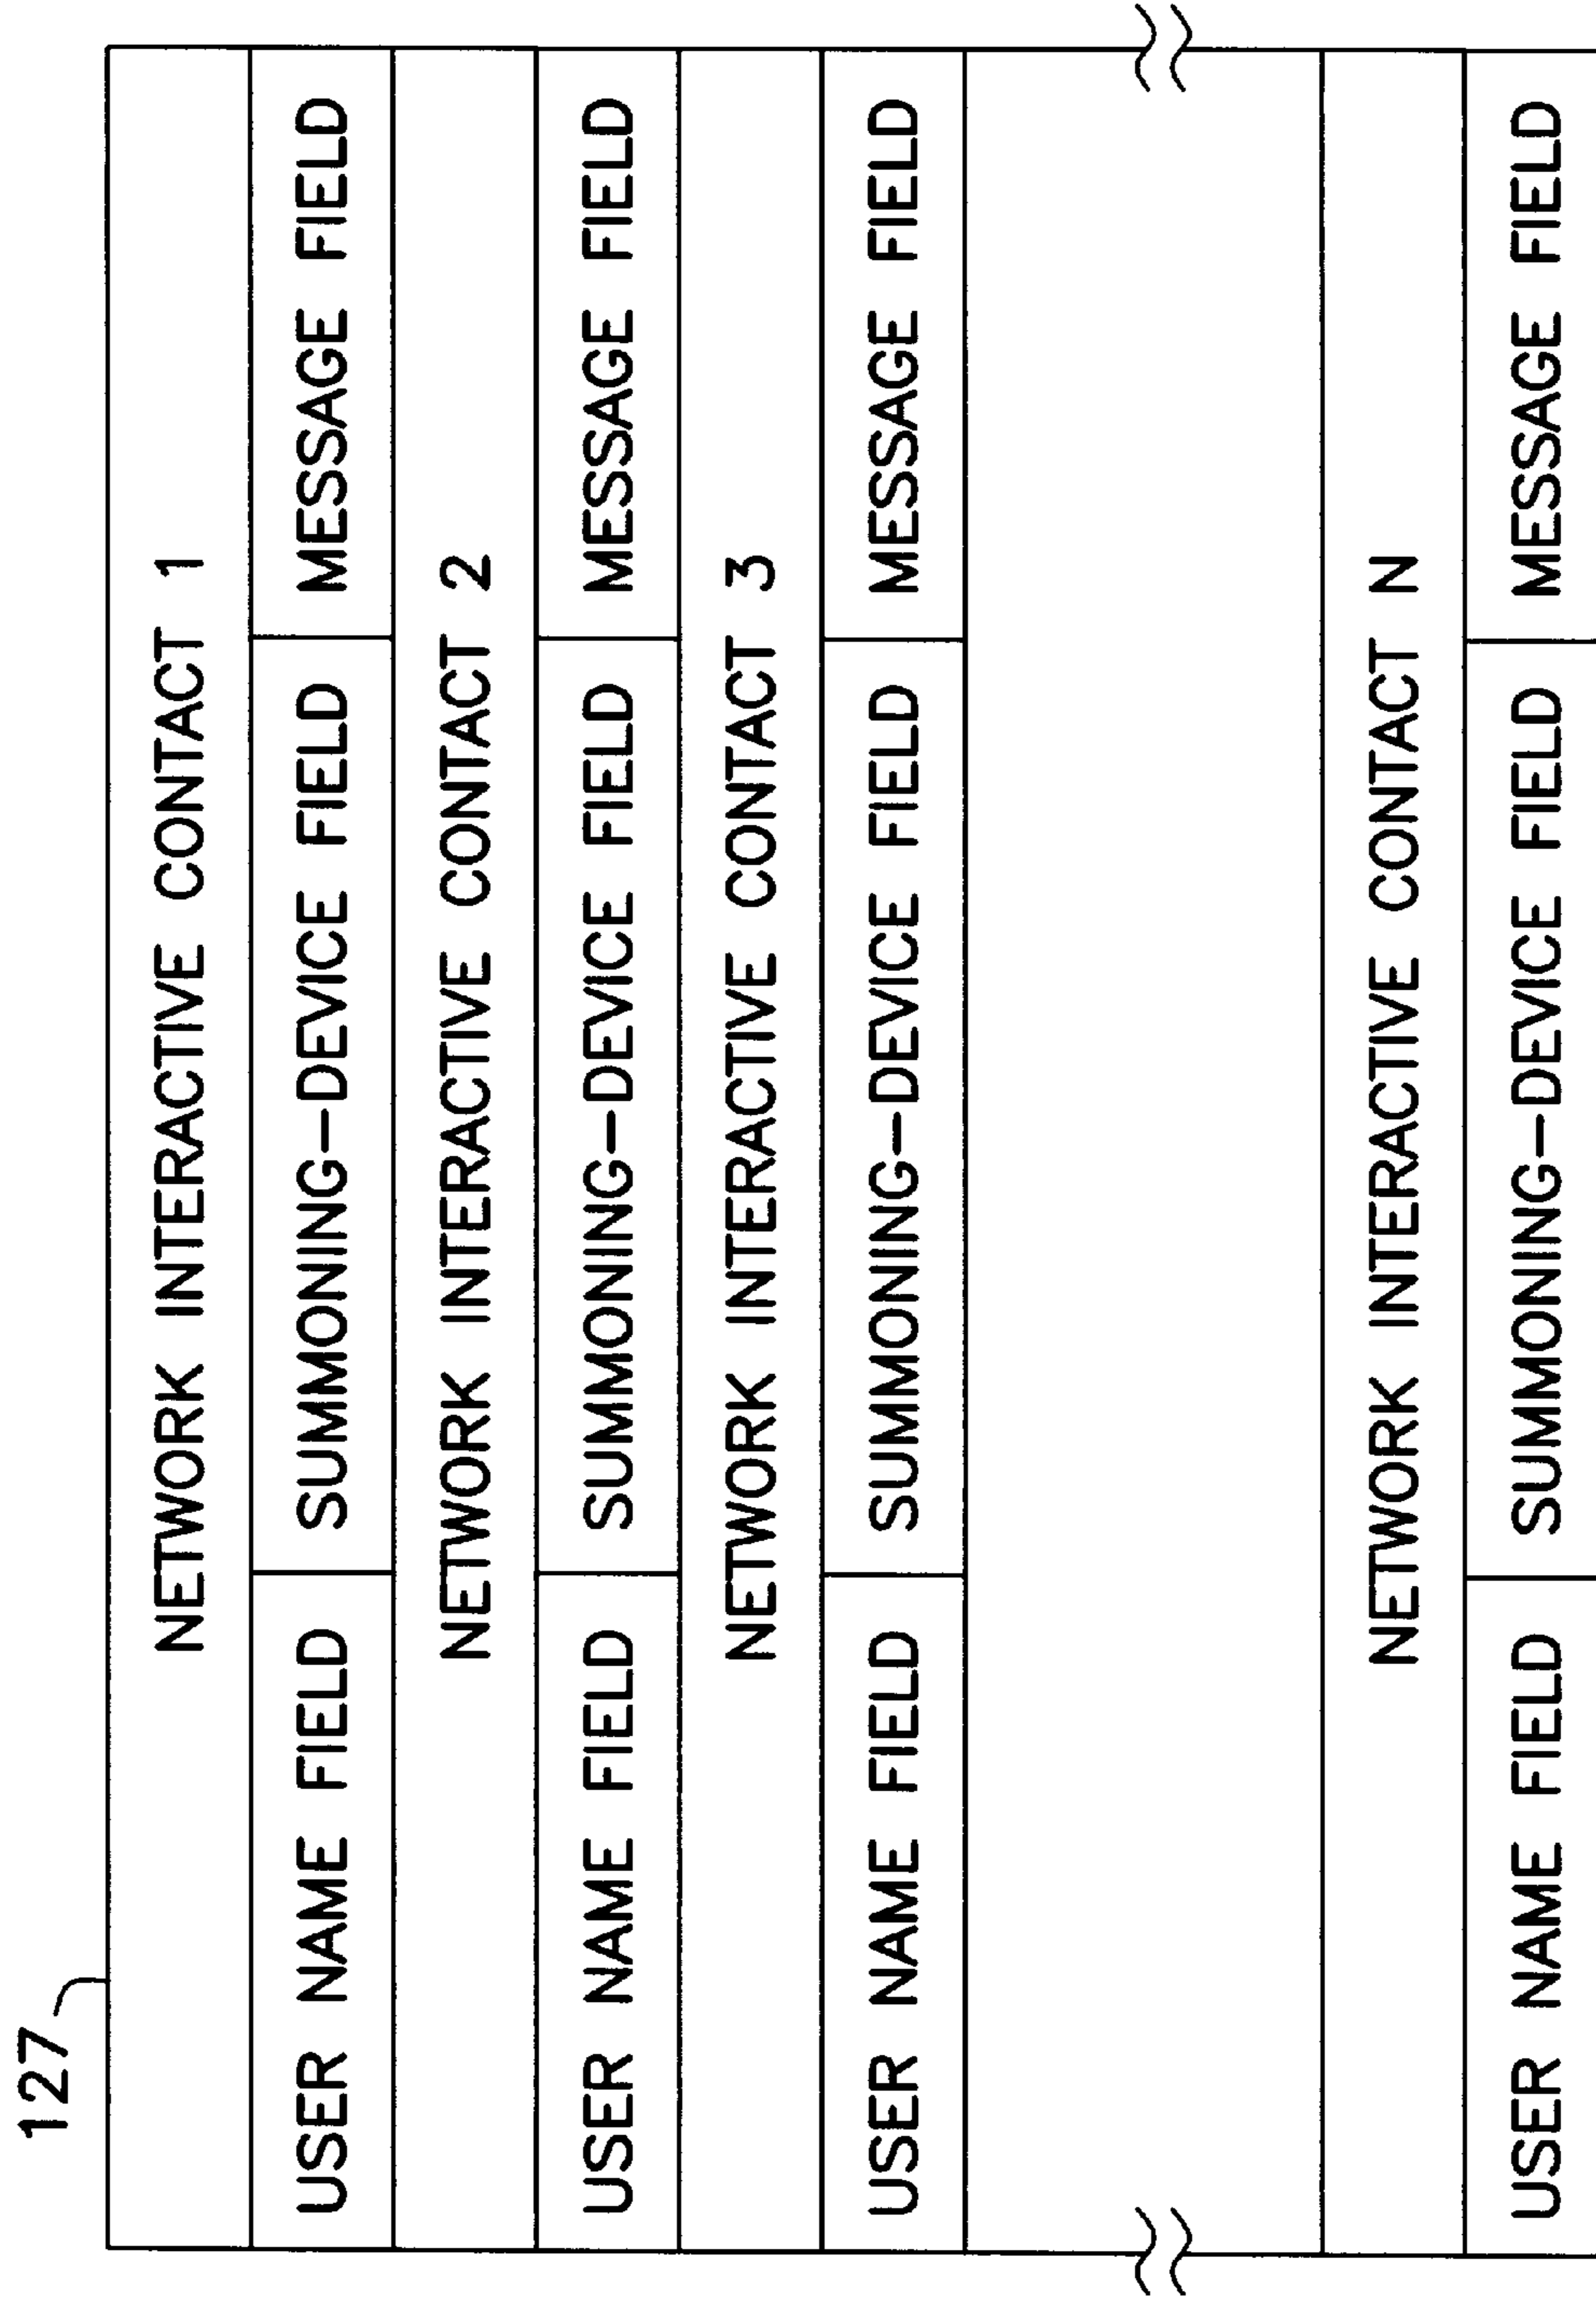 127
NETWORK INTERACTIVE CONTACT 1
USER NAME FIELD SUMMONING-DEVICE FIELD MESSAGE FIELD
NETWORK INTERACTIVE CONTACT 2
USER NAME FIELD SUMMONING-DEVICE FIELD MESSAGE FIELD
NETWORK INTERACTIVE CONTACT 3
USER NAME FIELD SUMMONING-DEVICE FIELD MESSAGE FIELD
NETWORK INTERACTIVE CONTACT N
USER NAME FIELD SUMMONING-DEVICE FIELD MESSAGE FIELD